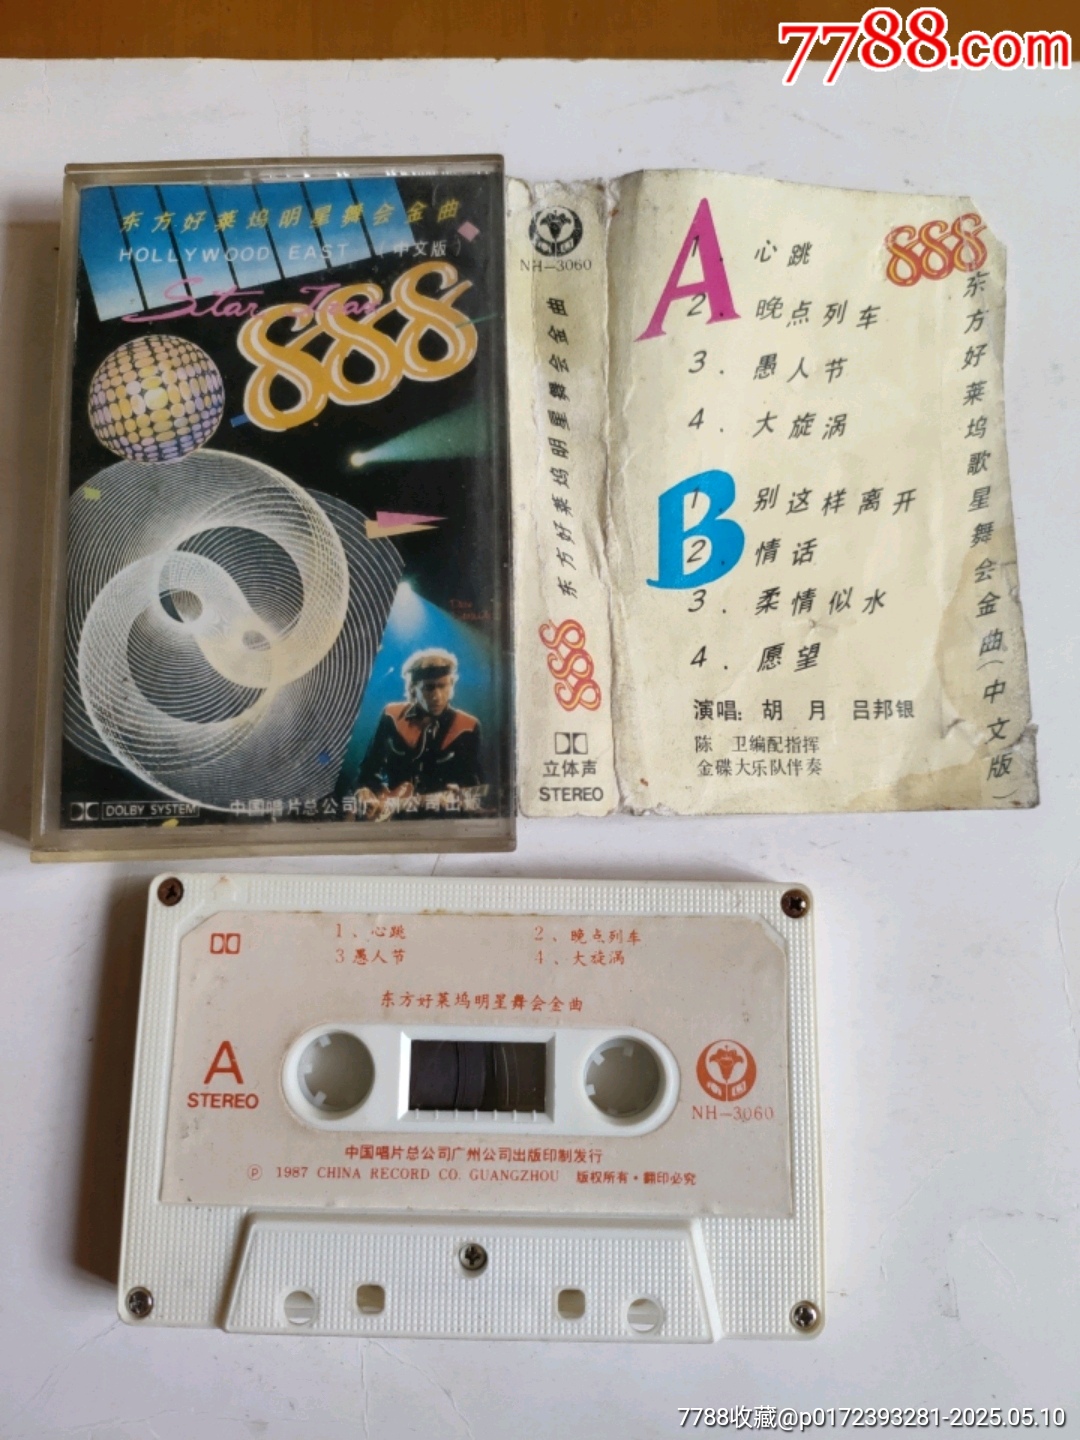 7788.com
东方好莱坞明星舞会金曲
HOLLYWOOD EAST (中文版)
Star
888
DOLBY SYSTEM
中国唱片总公司广州公司出版
NH-3060
东方好莱坞明星舞会金曲
888
立体声
STEREO
A
1. 心跳
2. 晚点列车
3. 愚人节
4. 大旋涡
B
1. 别这样离开
2. 情话
3. 柔情似水
4. 愿望
演唱: 胡 月 吕邦银
陈 卫编配指挥
金碟大乐队伴奏
888
东方好莱坞歌星舞会金曲(中文版)
1、心跳 2、晚点列车
3 愚人节 4、大旋涡
东方好莱坞明星舞会金曲
A
STEREO
NH-3060
中国唱片总公司广州公司出版印制发行
Ⓟ 1987 CHINA RECORD CO. GUANGZHOU 版权所有·翻印必究
7788收藏@p0172393281-2025.05.10